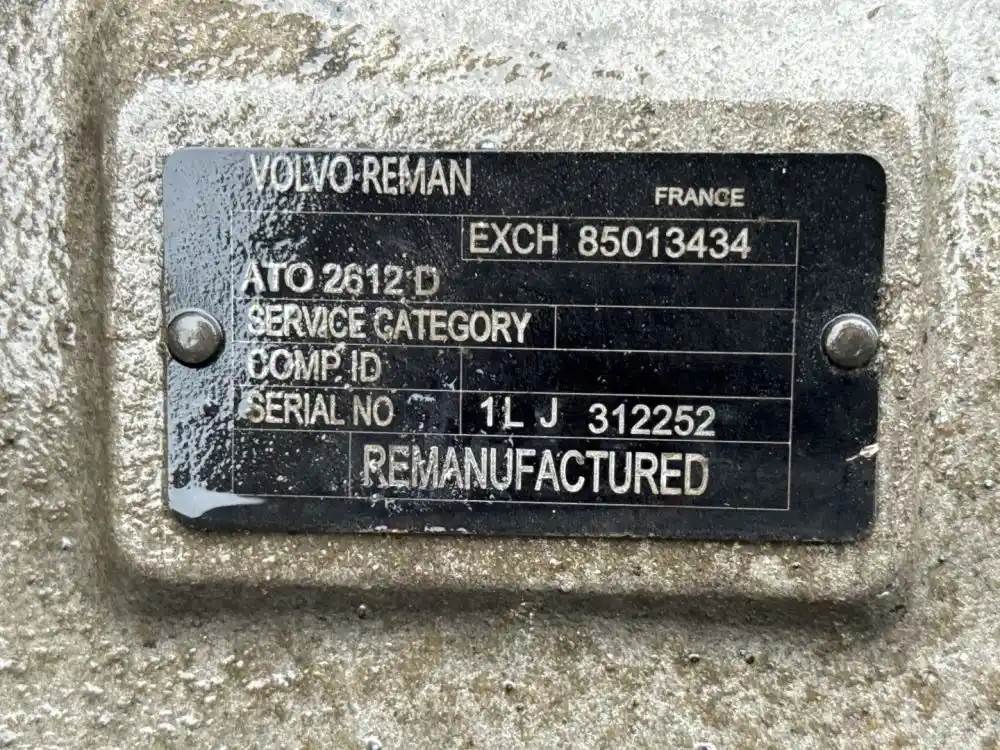 VOLVO REMAN
FRANCE
EXCH 85013434
ATO 2612 D
SERVICE CATEGORY
COMP. ID
SERIAL NO 1L J 312252
REMANUFACTURED